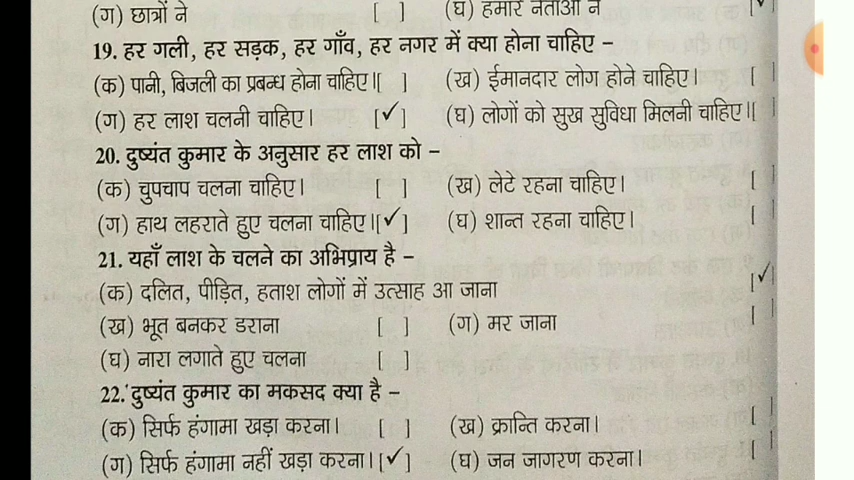 (ग) छात्रों ने [ ] (घ) हमारे नेताओं ने [✓]
19. हर गली, हर सड़क, हर गाँव, हर नगर में क्या होना चाहिए –
(क) पानी, बिजली का प्रबन्ध होना चाहिए।[ ] (ख) ईमानदार लोग होने चाहिए। [ ]
(ग) हर लाश चलनी चाहिए। [✓] (घ) लोगों को सुख सुविधा मिलनी चाहिए।[ ]
20. दुष्यंत कुमार के अनुसार हर लाश को –
(क) चुपचाप चलना चाहिए। [ ] (ख) लेटे रहना चाहिए। [ ]
(ग) हाथ लहराते हुए चलना चाहिए।[✓] (घ) शान्त रहना चाहिए। [ ]
21. यहाँ लाश के चलने का अभिप्राय है –
(क) दलित, पीड़ित, हताश लोगों में उत्साह आ जाना [✓]
(ख) भूत बनकर डराना [ ] (ग) मर जाना [ ]
(घ) नारा लगाते हुए चलना [ ]
22. दुष्यंत कुमार का मकसद क्या है –
(क) सिर्फ हंगामा खड़ा करना। [ ] (ख) क्रान्ति करना। [ ]
(ग) सिर्फ हंगामा नहीं खड़ा करना।[✓] (घ) जन जागरण करना। [ ]